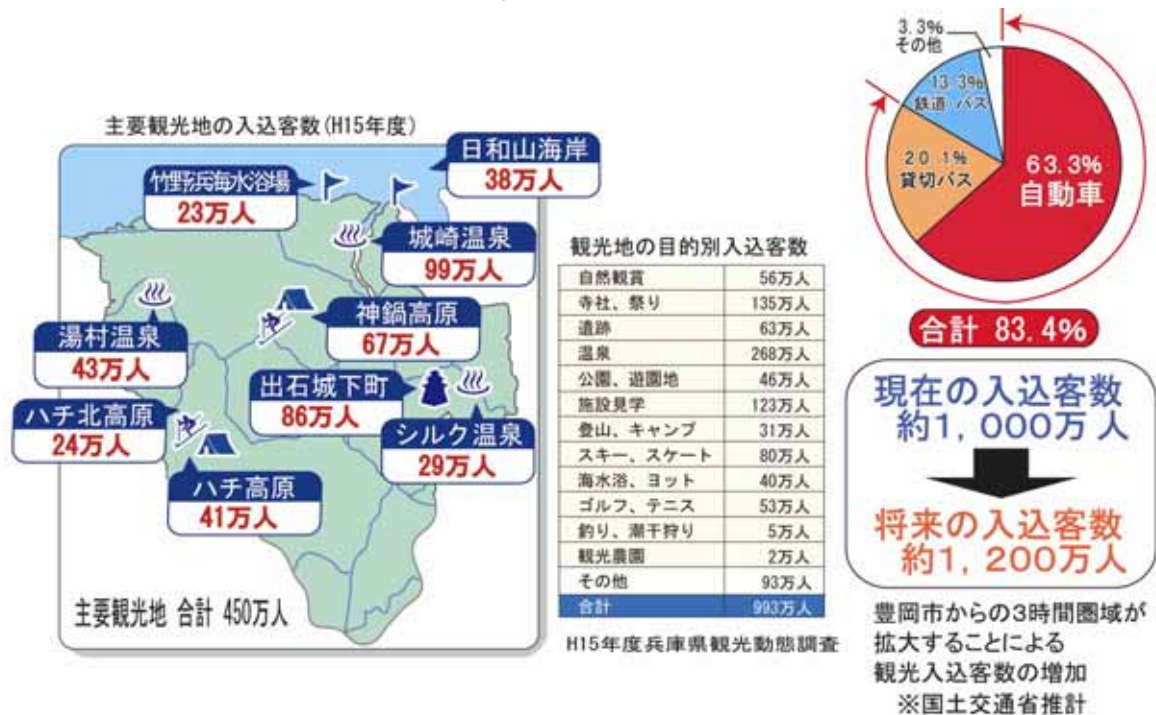 主要観光地の入込客数(H15年度)
日和山海岸
38万人
竹野浜海水浴場
23万人
城崎温泉
99万人
神鍋高原
67万人
湯村温泉
43万人
出石城下町
86万人
シルク温泉
29万人
ハチ北高原
24万人
ハチ高原
41万人
主要観光地 合計 450万人
観光地の目的別入込客数
自然観賞 56万人
寺社、祭り 135万人
遺跡 63万人
温泉 268万人
公園、遊園地 46万人
施設見学 123万人
登山、キャンプ 31万人
スキー、スケート 80万人
海水浴、ヨット 40万人
ゴルフ、テニス 53万人
釣り、潮干狩り 5万人
観光農園 2万人
その他 93万人
合計 993万人
H15年度兵庫県観光動態調査
3.3%
その他
13.3%
鉄道 バス
20.1%
貸切バス
63.3%
自動車
合計 83.4%
現在の入込客数
約1,000万人
将来の入込客数
約1,200万人
豊岡市からの3時間圏域が
拡大することによる
観光入込客数の増加
※国土交通省推計